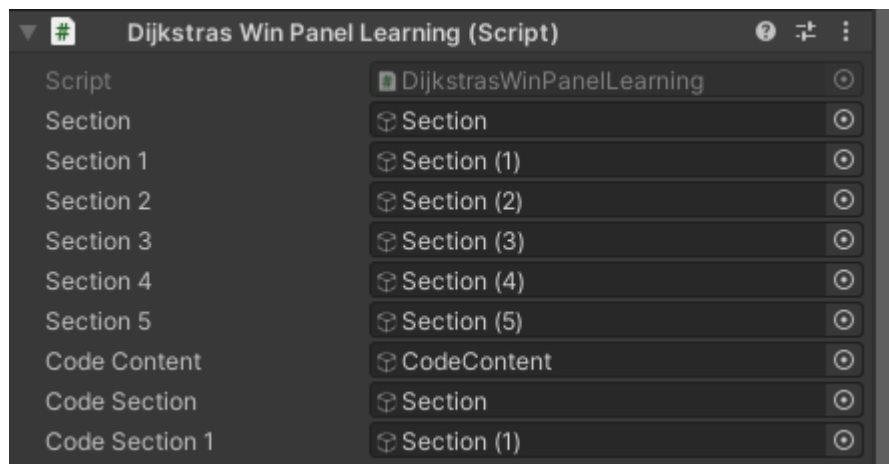 Dijkstras Win Panel Learning (Script)
Script DijkstrasWinPanelLearning
Section Section
Section 1 Section (1)
Section 2 Section (2)
Section 3 Section (3)
Section 4 Section (4)
Section 5 Section (5)
Code Content CodeContent
Code Section Section
Code Section 1 Section (1)